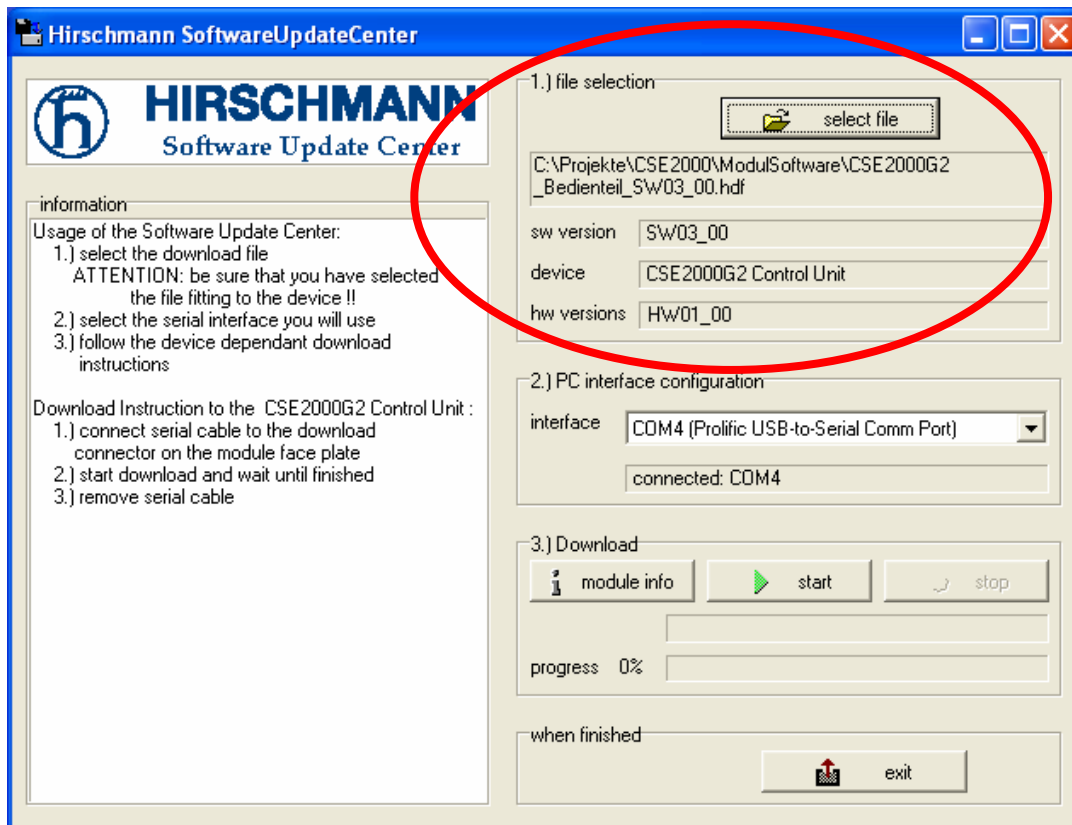 Hirschmann SoftwareUpdateCenter
HIRSCHMANN
Software Update Center
information
Usage of the Software Update Center:
1.) select the download file
ATTENTION: be sure that you have selected
the file fitting to the device !!
2.) select the serial interface you will use
3.) follow the device dependant download
instructions
Download Instruction to the CSE2000G2 Control Unit :
1.) connect serial cable to the download
connector on the module face plate
2.) start download and wait until finished
3.) remove serial cable
1.) file selection
select file
C:\Projekte\CSE2000\ModulSoftware\CSE2000G2
_Bedienteil_SW03_00.hdf
sw version SW03_00
device CSE2000G2 Control Unit
hw versions HW01_00
2.) PC interface configuration
interface COM4 (Prolific USB-to-Serial Comm Port)
connected: COM4
3.) Download
module info start stop
progress 0%
when finished
exit